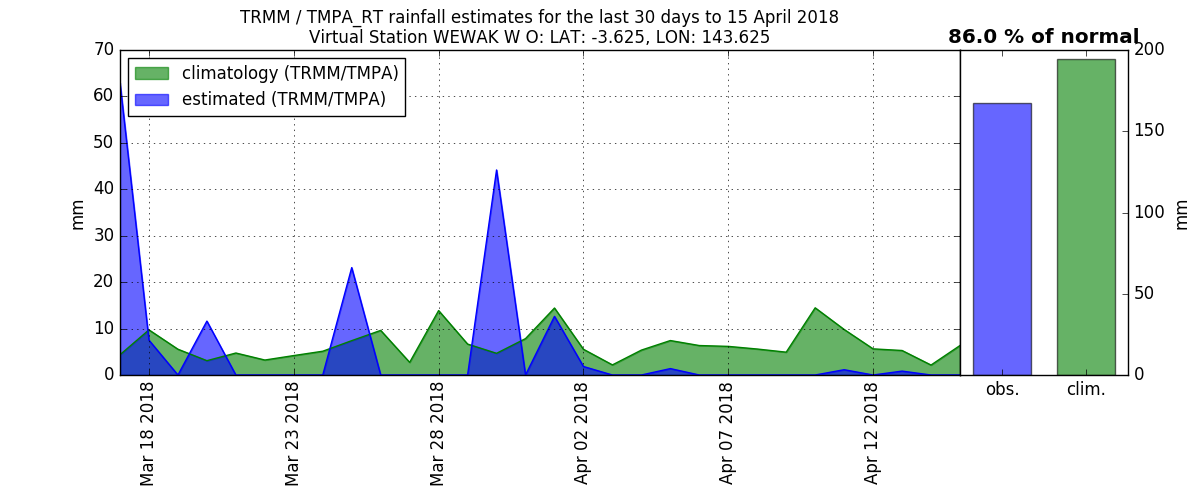 TRMM / TMPA_RT rainfall estimates for the last 30 days to 15 April 2018
Virtual Station WEWAK W O: LAT: -3.625, LON: 143.625
86.0 % of normal
climatology (TRMM/TMPA)
estimated (TRMM/TMPA)
70
60
50
40
30
20
10
0
mm
200
150
100
50
0
mm
obs.
clim.
Mar 18 2018
Mar 23 2018
Mar 28 2018
Apr 02 2018
Apr 07 2018
Apr 12 2018